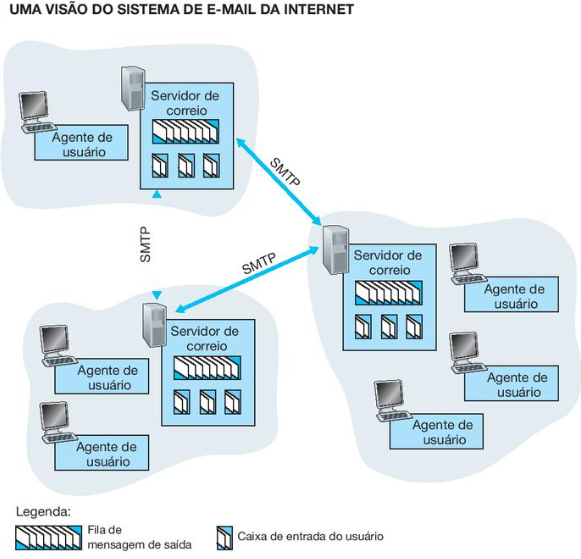 UMA VISÃO DO SISTEMA DE E-MAIL DA INTERNET
Servidor de
correio
Agente de
usuário
SMTP
SMTP
SMTP
Servidor de
correio
Agente de
usuário
Agente de
usuário
Agente de
usuário
Servidor de
correio
Agente de
usuário
Agente de
usuário
Legenda:
Fila de
mensagem de saída
Caixa de entrada do usuário